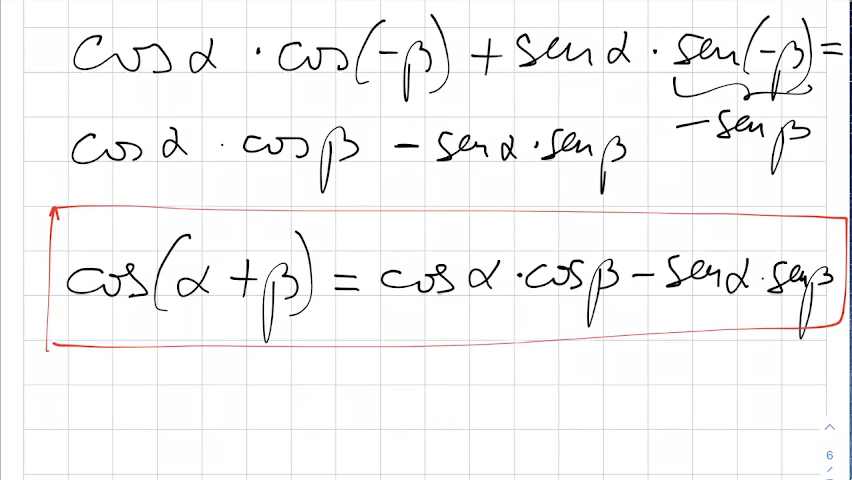 cos α · cos(-β) + sen α · sen(-β) =
- sen β
cos α · cos β - sen α · sen β
cos(α + β) = cos α · cos β - sen α · sen β
6